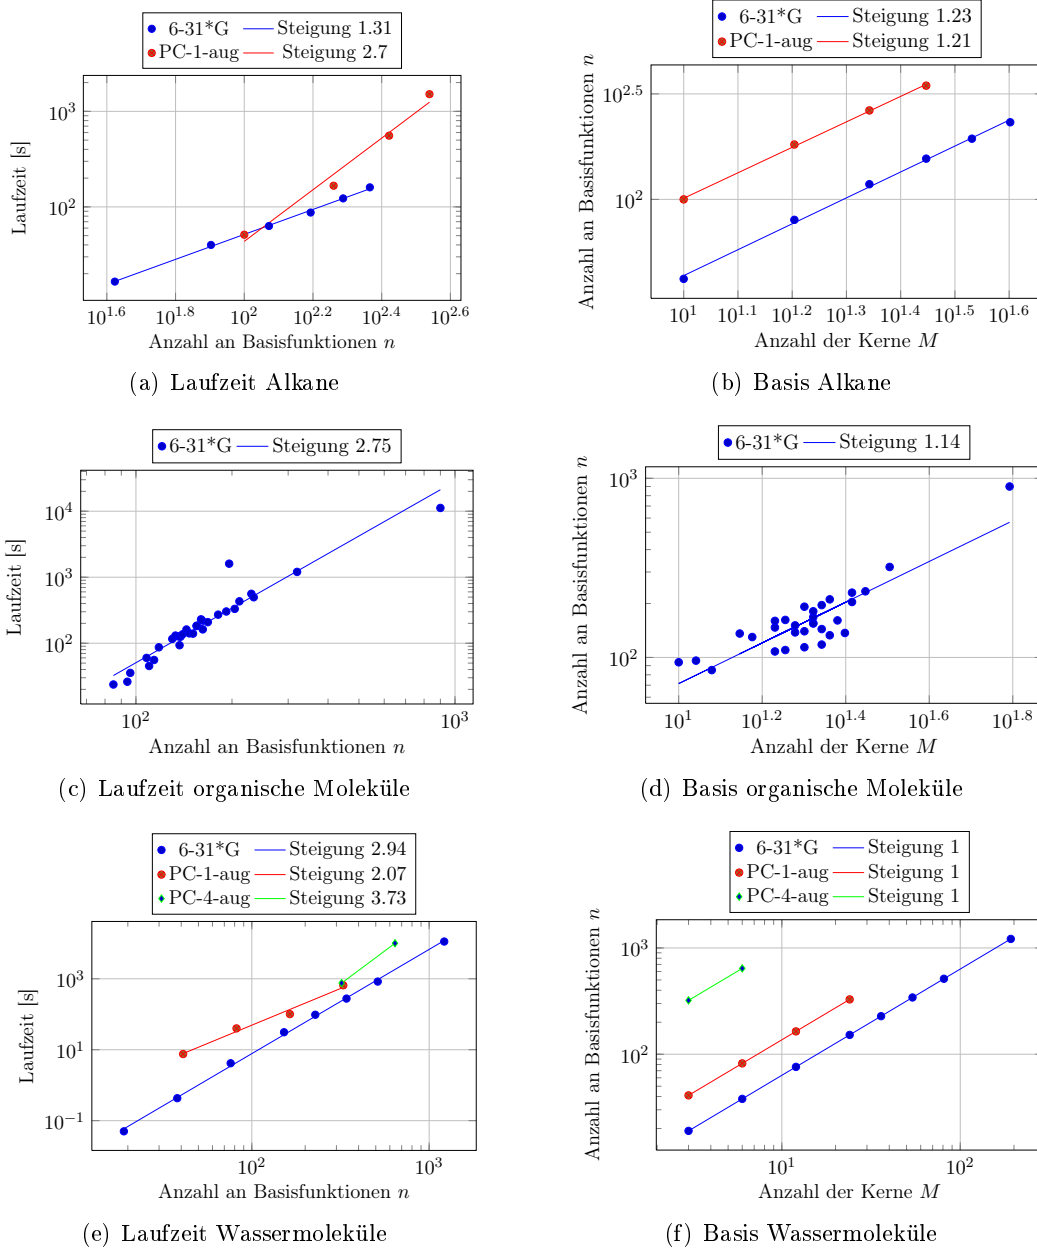 6-31*G Steigung 1.31
PC-1-aug Steigung 2.7
Laufzeit [s]
10^3
10^2
10^1.6 10^1.8 10^2 10^2.2 10^2.4 10^2.6
Anzahl an Basisfunktionen n
(a) Laufzeit Alkane
6-31*G Steigung 1.23
PC-1-aug Steigung 1.21
Anzahl an Basisfunktionen n
10^2.5
10^2
10^1 10^1.1 10^1.2 10^1.3 10^1.4 10^1.5 10^1.6
Anzahl der Kerne M
(b) Basis Alkane
6-31*G Steigung 2.75
Laufzeit [s]
10^4
10^3
10^2
10^2 10^3
Anzahl an Basisfunktionen n
(c) Laufzeit organische Moleküle
6-31*G Steigung 1.14
Anzahl an Basisfunktionen n
10^3
10^2
10^1 10^1.2 10^1.4 10^1.6 10^1.8
Anzahl der Kerne M
(d) Basis organische Moleküle
6-31*G Steigung 2.94
PC-1-aug Steigung 2.07
PC-4-aug Steigung 3.73
Laufzeit [s]
10^3
10^1
10^−1
10^2 10^3
Anzahl an Basisfunktionen n
(e) Laufzeit Wassermoleküle
6-31*G Steigung 1
PC-1-aug Steigung 1
PC-4-aug Steigung 1
Anzahl an Basisfunktionen n
10^3
10^2
10^1 10^2
Anzahl der Kerne M
(f) Basis Wassermoleküle